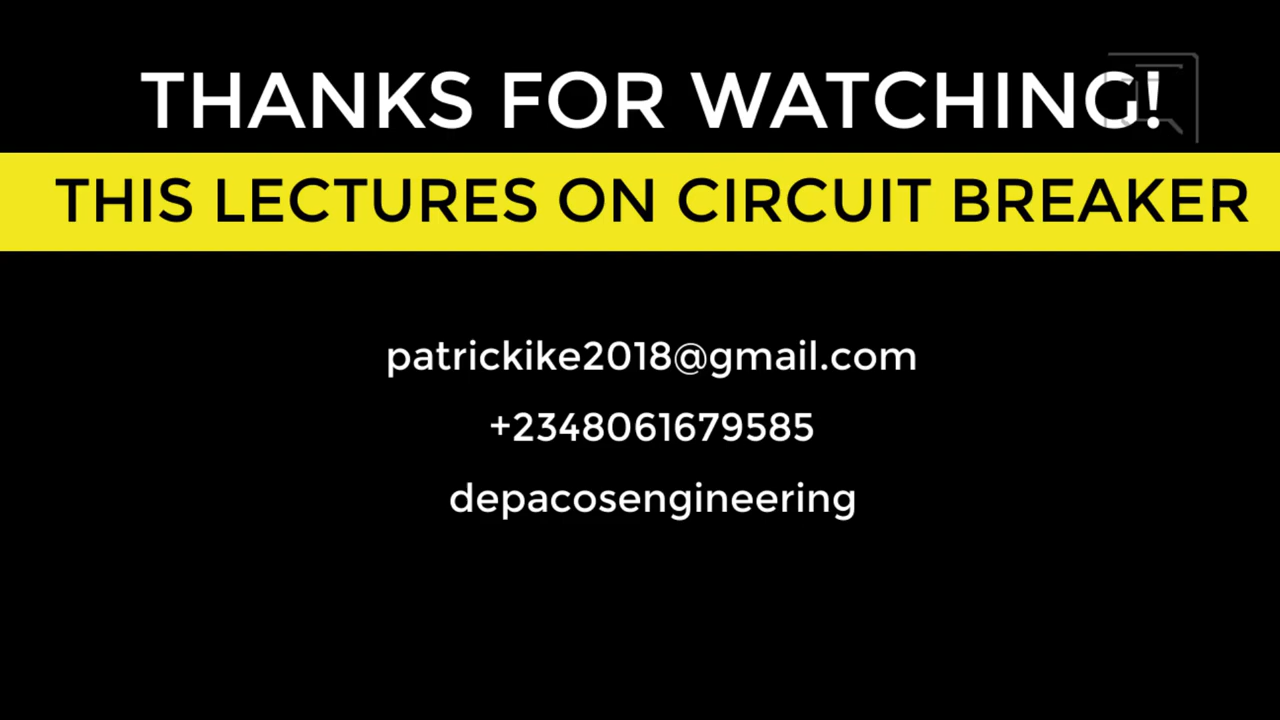 THANKS FOR WATCHING!
THIS LECTURES ON CIRCUIT BREAKER
patrickike2018@gmail.com
+2348061679585
depacosengineering